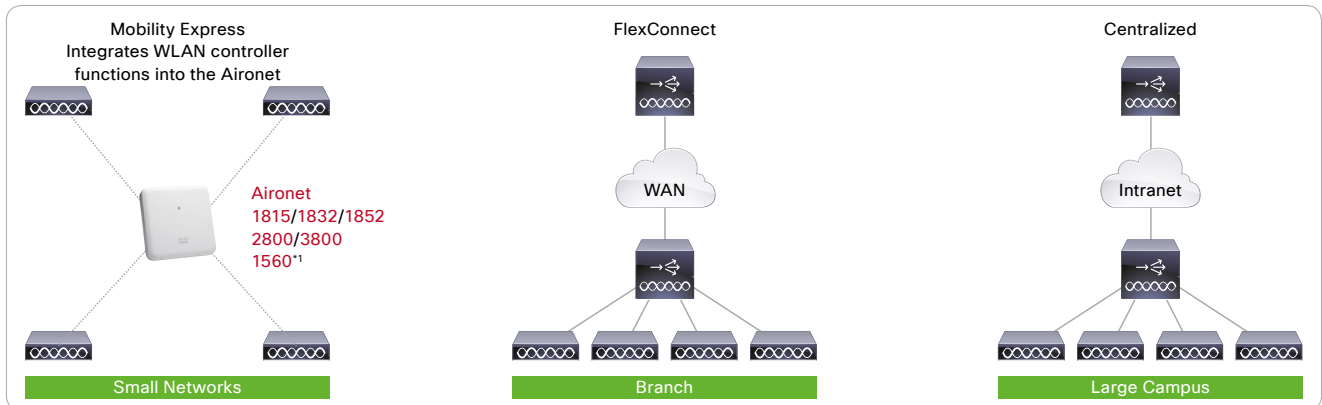 Mobility Express
Integrates WLAN controller
functions into the Aironet
Aironet
1815/1832/1852
2800/3800
1560*1
Small Networks
FlexConnect
WAN
Branch
Centralized
Intranet
Large Campus